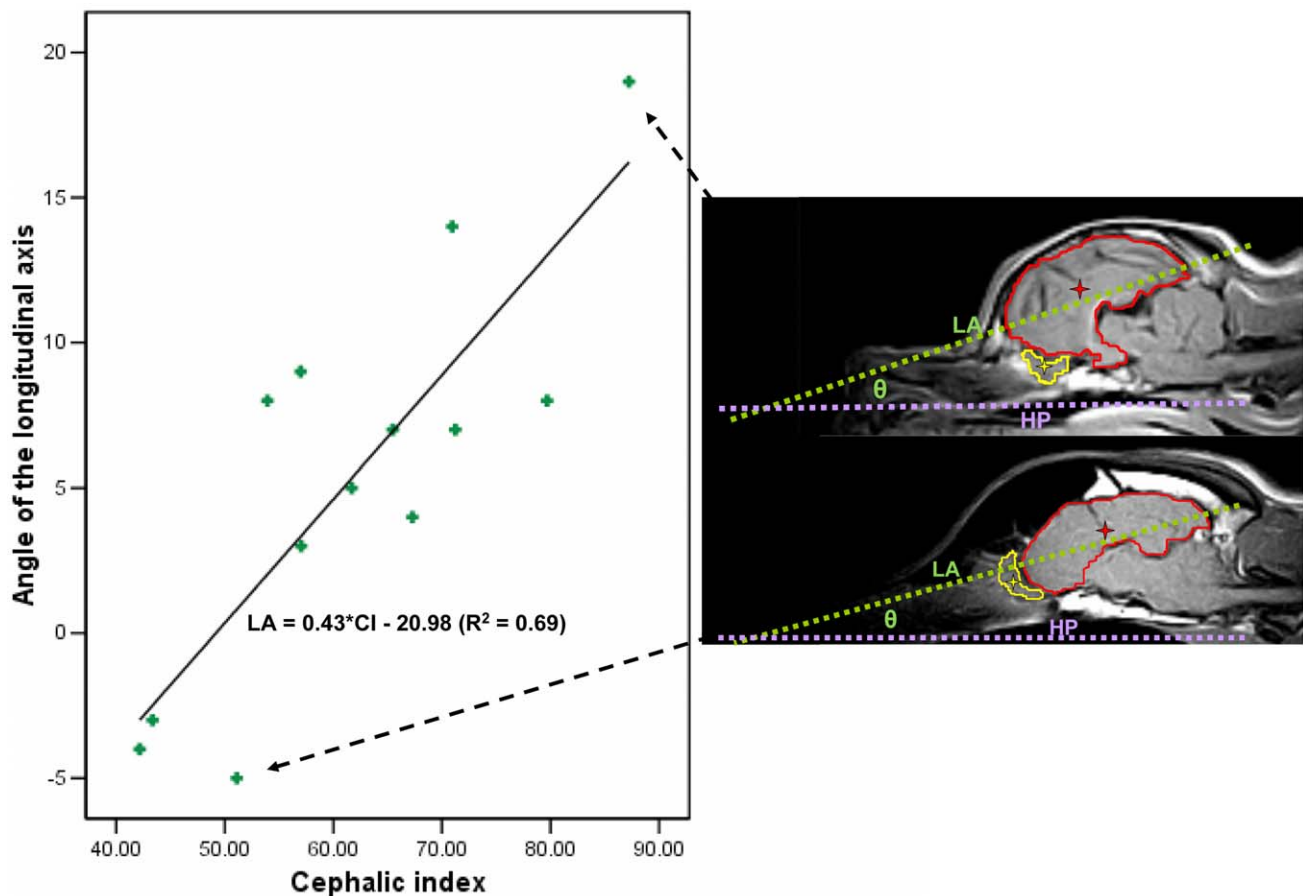 20
15
10
5
0
-5
Angle of the longitudinal axis
LA = 0.43*CI - 20.98 (R² = 0.69)
40.00 50.00 60.00 70.00 80.00 90.00
Cephalic index
LA
θ
HP
LA
θ
HP